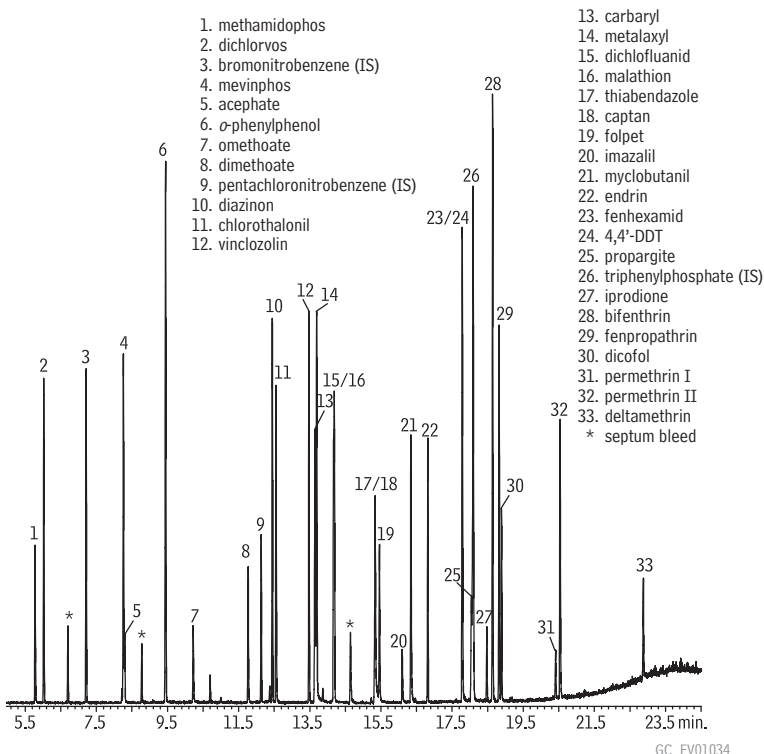 1. methamidophos
2. dichlorvos
3. bromonitrobenzene (IS)
4. mevinphos
5. acephate
6. o-phenylphenol
7. omethoate
8. dimethoate
9. pentachloronitrobenzene (IS)
10. diazinon
11. chlorothalonil
12. vinclozolin
13. carbaryl
14. metalaxyl
15. dichlofluanid
16. malathion
17. thiabendazole
18. captan
19. folpet
20. imazalil
21. myclobutanil
22. endrin
23. fenhexamid
24. 4,4'-DDT
25. propargite
26. triphenylphosphate (IS)
27. iprodione
28. bifenthrin
29. fenpropathrin
30. dicofol
31. permethrin I
32. permethrin II
33. deltamethrin
* septum bleed
1
2
*
3
4
5
*
6
7
8
9
10
11
12
13
14
15/16
*
17/18
19
20
21
22
23/24
25
26
27
28
29
30
31
32
33
5.5 7.5 9.5 11.5 13.5 15.5 17.5 19.5 21.5 23.5 min.
GC_FV01034